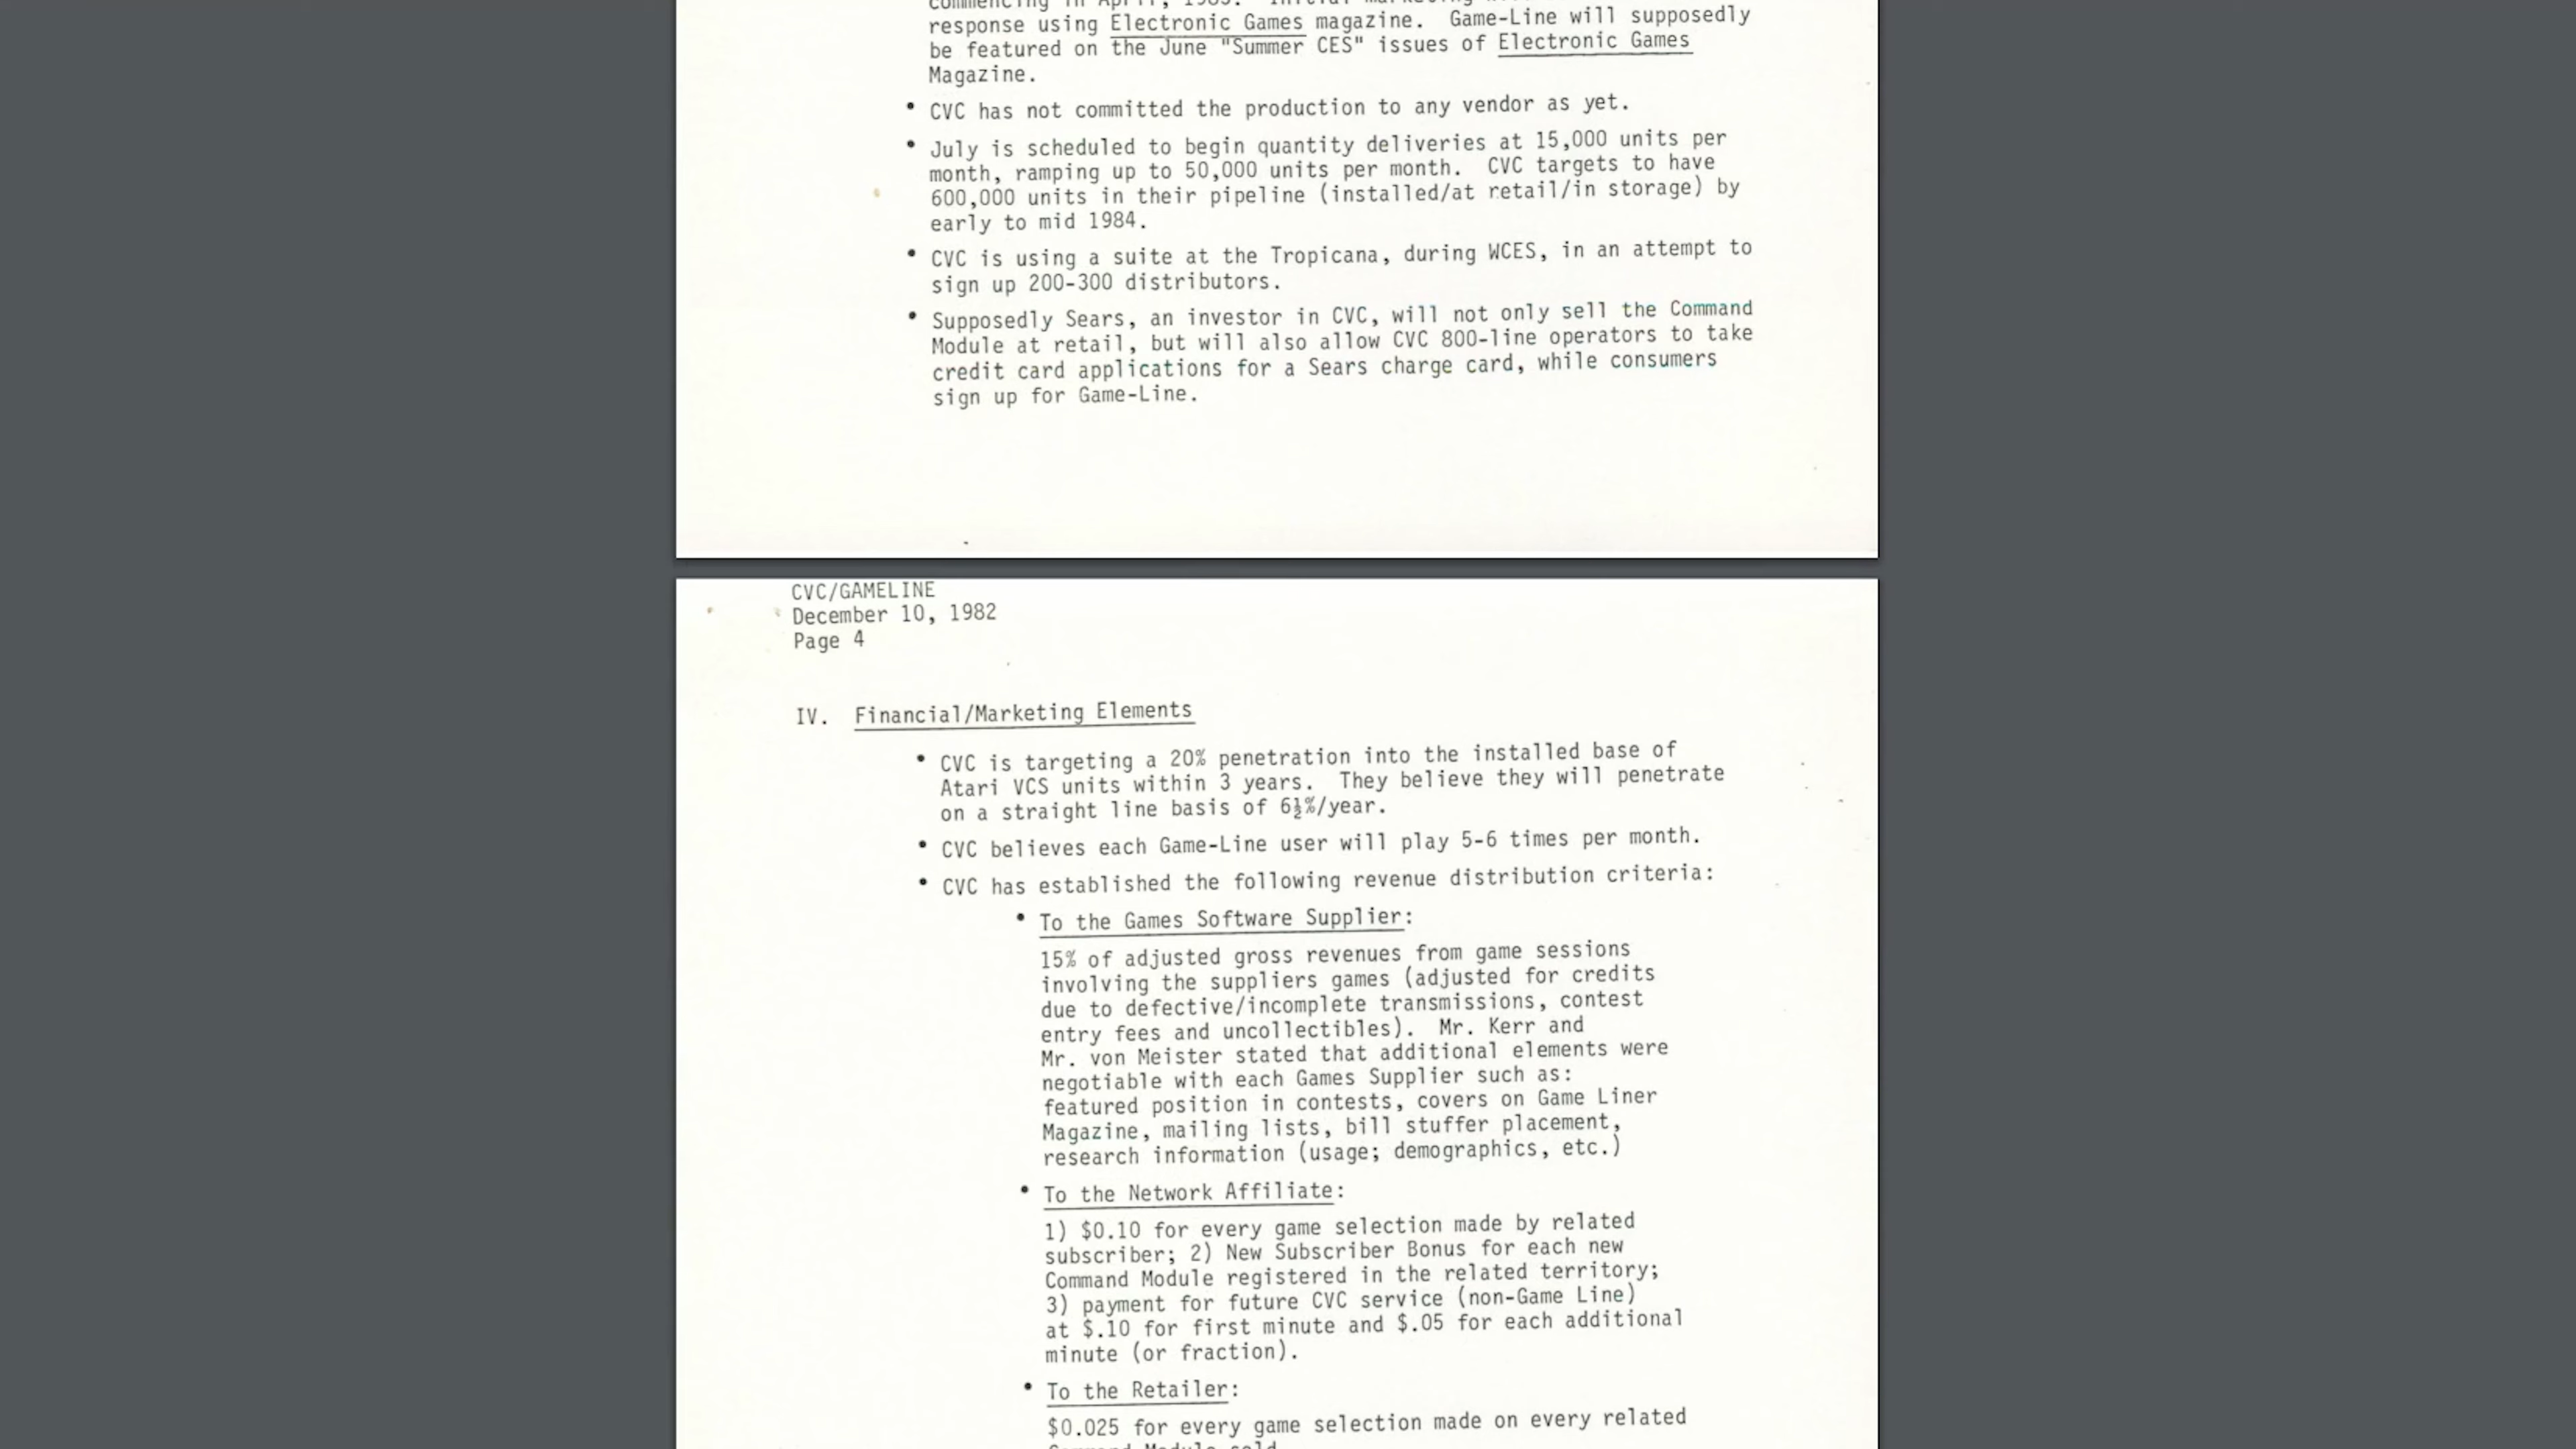 commencing in April, 1983. Initial marketing
response using Electronic Games magazine. Game-Line will supposedly
be featured on the June "Summer CES" issues of Electronic Games
Magazine.
• CVC has not committed the production to any vendor as yet.
• July is scheduled to begin quantity deliveries at 15,000 units per
month, ramping up to 50,000 units per month. CVC targets to have
600,000 units in their pipeline (installed/at retail/in storage) by
early to mid 1984.
• CVC is using a suite at the Tropicana, during WCES, in an attempt to
sign up 200-300 distributors.
• Supposedly Sears, an investor in CVC, will not only sell the Command
Module at retail, but will also allow CVC 800-line operators to take
credit card applications for a Sears charge card, while consumers
sign up for Game-Line.
CVC/GAMELINE
December 10, 1982
Page 4
IV. Financial/Marketing Elements
• CVC is targeting a 20% penetration into the installed base of
Atari VCS units within 3 years. They believe they will penetrate
on a straight line basis of 6½%/year.
• CVC believes each Game-Line user will play 5-6 times per month.
• CVC has established the following revenue distribution criteria:
• To the Games Software Supplier:
15% of adjusted gross revenues from game sessions
involving the suppliers games (adjusted for credits
due to defective/incomplete transmissions, contest
entry fees and uncollectibles). Mr. Kerr and
Mr. von Meister stated that additional elements were
negotiable with each Games Supplier such as:
featured position in contests, covers on Game Liner
Magazine, mailing lists, bill stuffer placement,
research information (usage; demographics, etc.)
• To the Network Affiliate:
1) $0.10 for every game selection made by related
subscriber; 2) New Subscriber Bonus for each new
Command Module registered in the related territory;
3) payment for future CVC service (non-Game Line)
at $.10 for first minute and $.05 for each additional
minute (or fraction).
• To the Retailer:
$0.025 for every game selection made on every related
Command Module sold